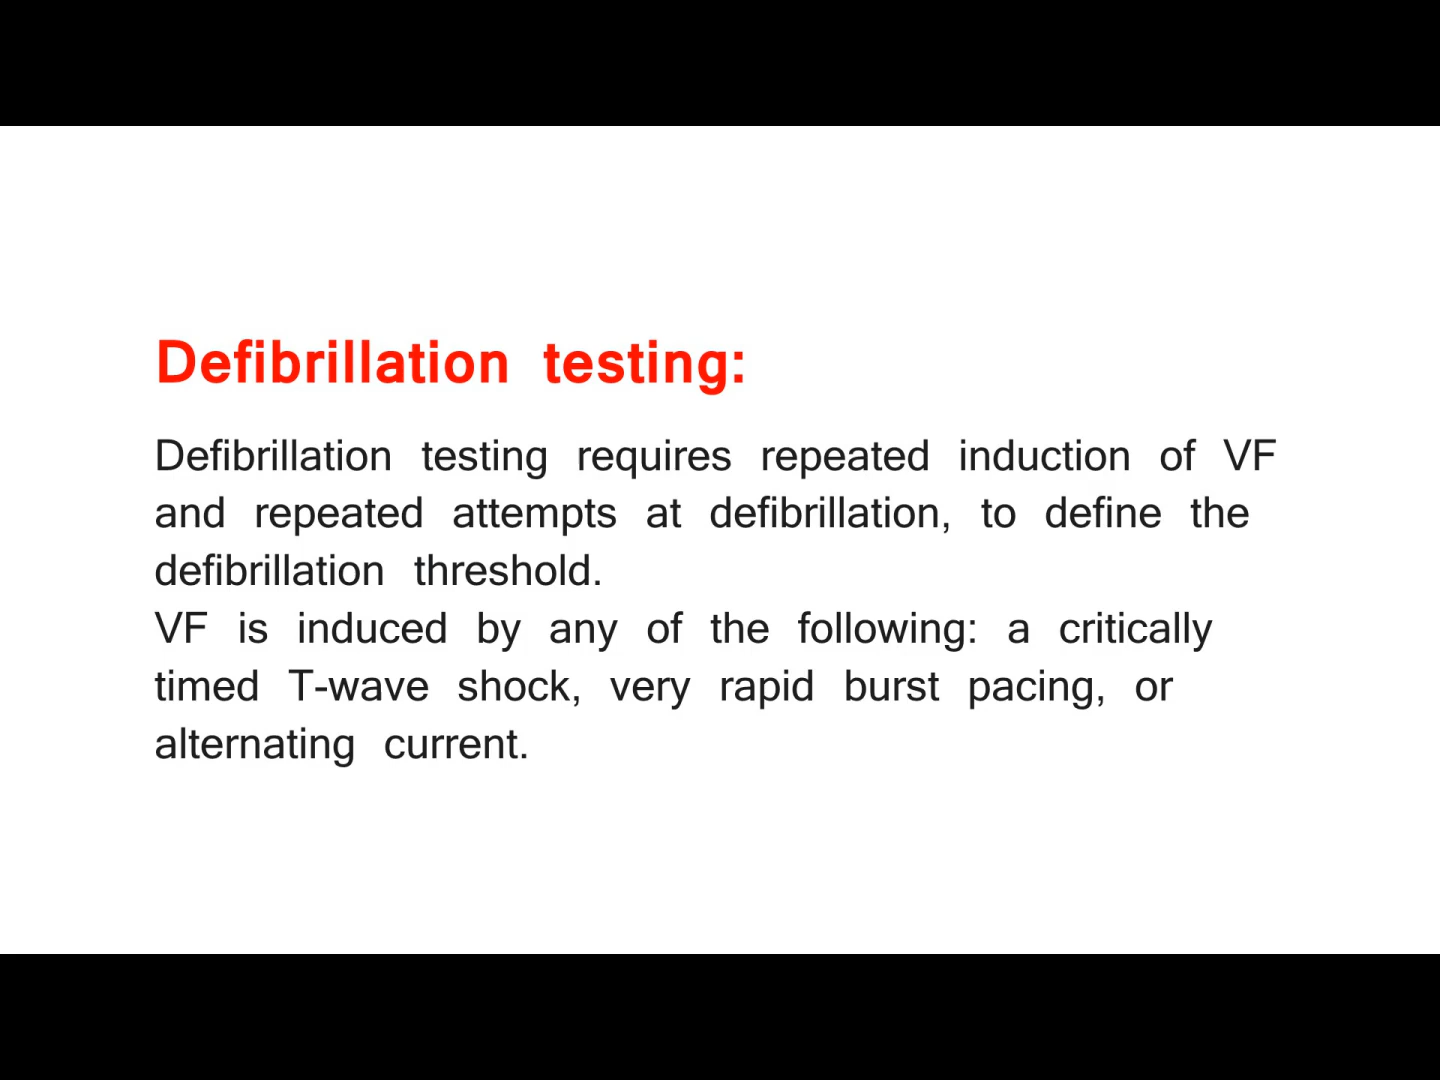 Defibrillation testing:
Defibrillation testing requires repeated induction of VF
and repeated attempts at defibrillation, to define the
defibrillation threshold.
VF is induced by any of the following: a critically
timed T-wave shock, very rapid burst pacing, or
alternating current.